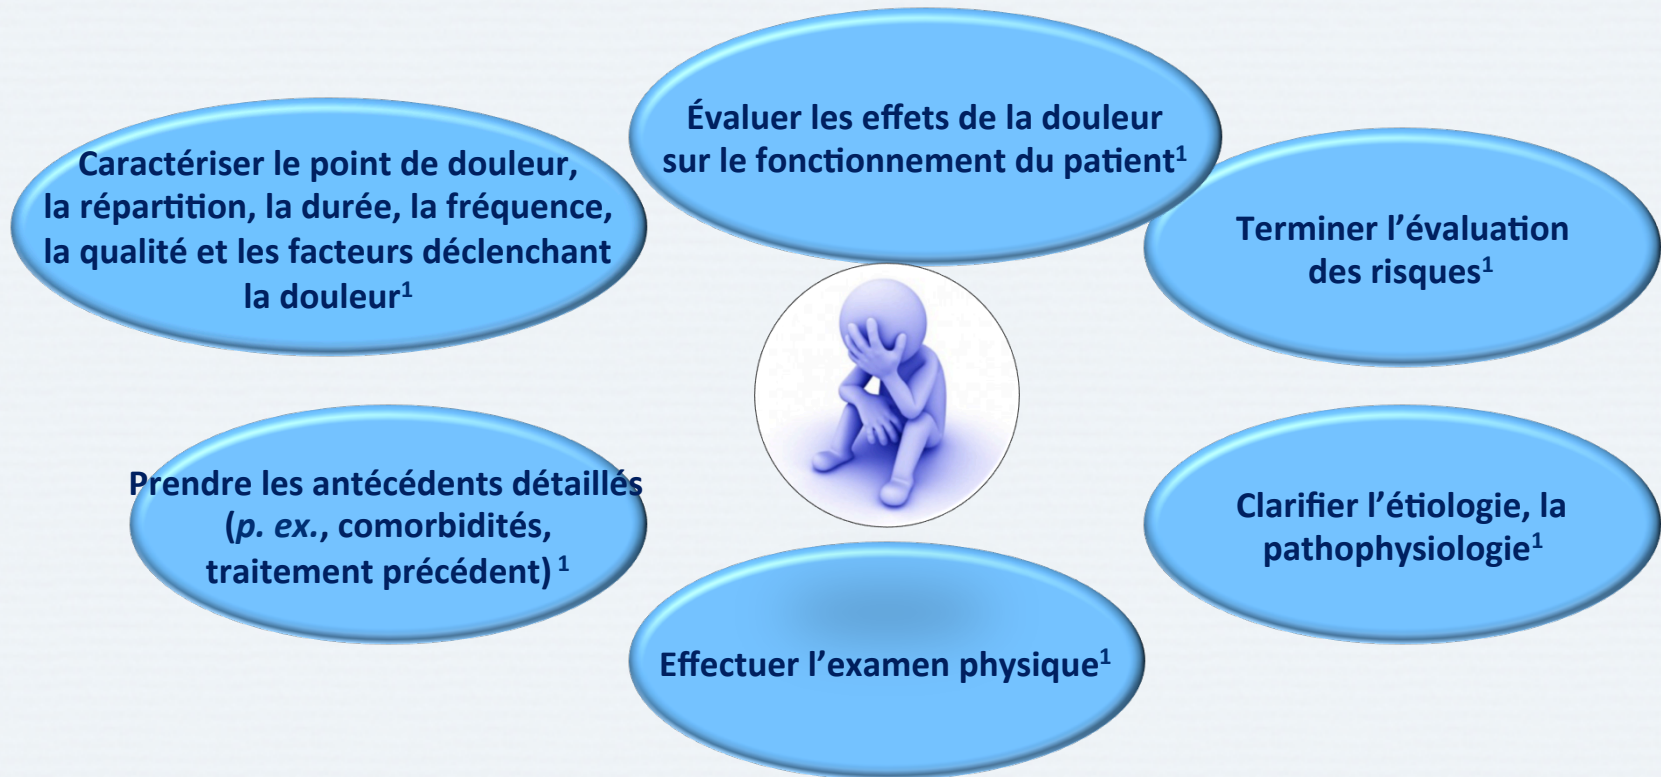 Évaluer les effets de la douleur
sur le fonctionnement du patient¹
Caractériser le point de douleur,
la répartition, la durée, la fréquence,
la qualité et les facteurs déclenchant
la douleur¹
Terminer l’évaluation
des risques¹
Prendre les antécédents détaillés
(p. ex., comorbidités,
traitement précédent) ¹
Clarifier l’étiologie, la
pathophysiologie¹
Effectuer l’examen physique¹